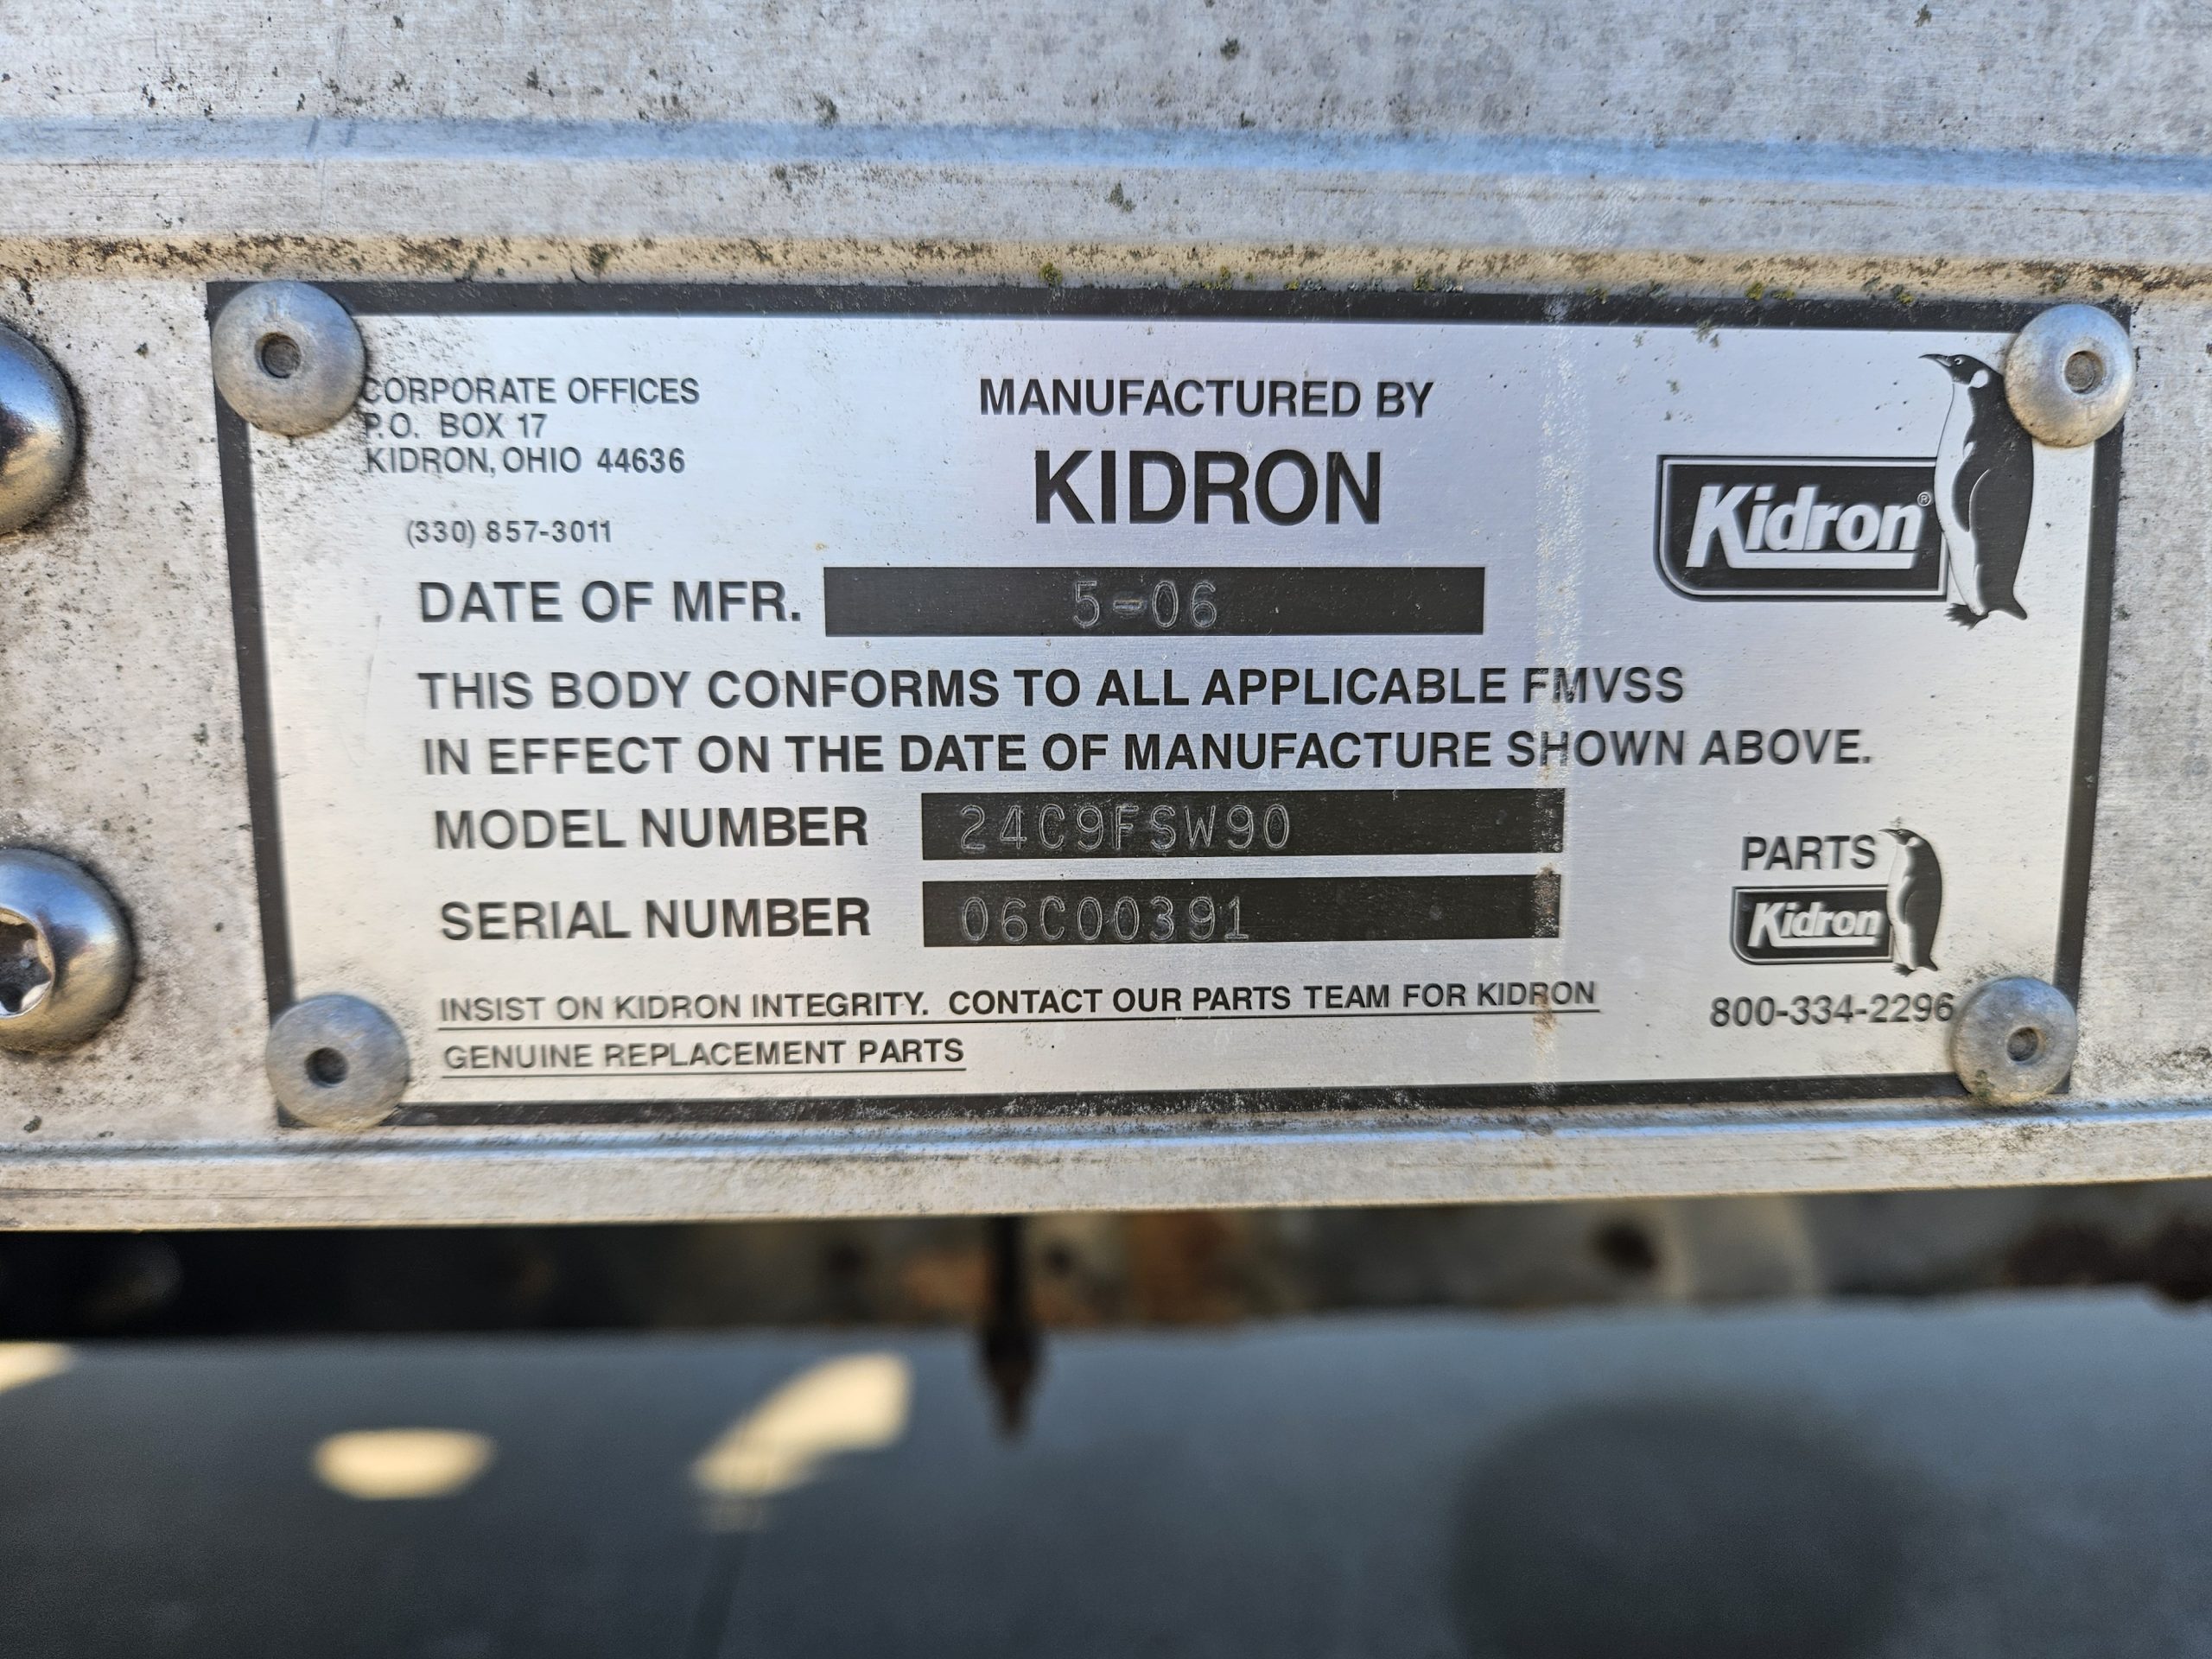 CORPORATE OFFICES
P.O. BOX 17
KIDRON, OHIO 44636
(330) 857-3011
MANUFACTURED BY
KIDRON
Kidron®
DATE OF MFR. 5-06
THIS BODY CONFORMS TO ALL APPLICABLE FMVSS
IN EFFECT ON THE DATE OF MANUFACTURE SHOWN ABOVE.
MODEL NUMBER 24C9FSW90
SERIAL NUMBER 06C00391
PARTS
Kidron
800-334-2296
INSIST ON KIDRON INTEGRITY. CONTACT OUR PARTS TEAM FOR KIDRON
GENUINE REPLACEMENT PARTS